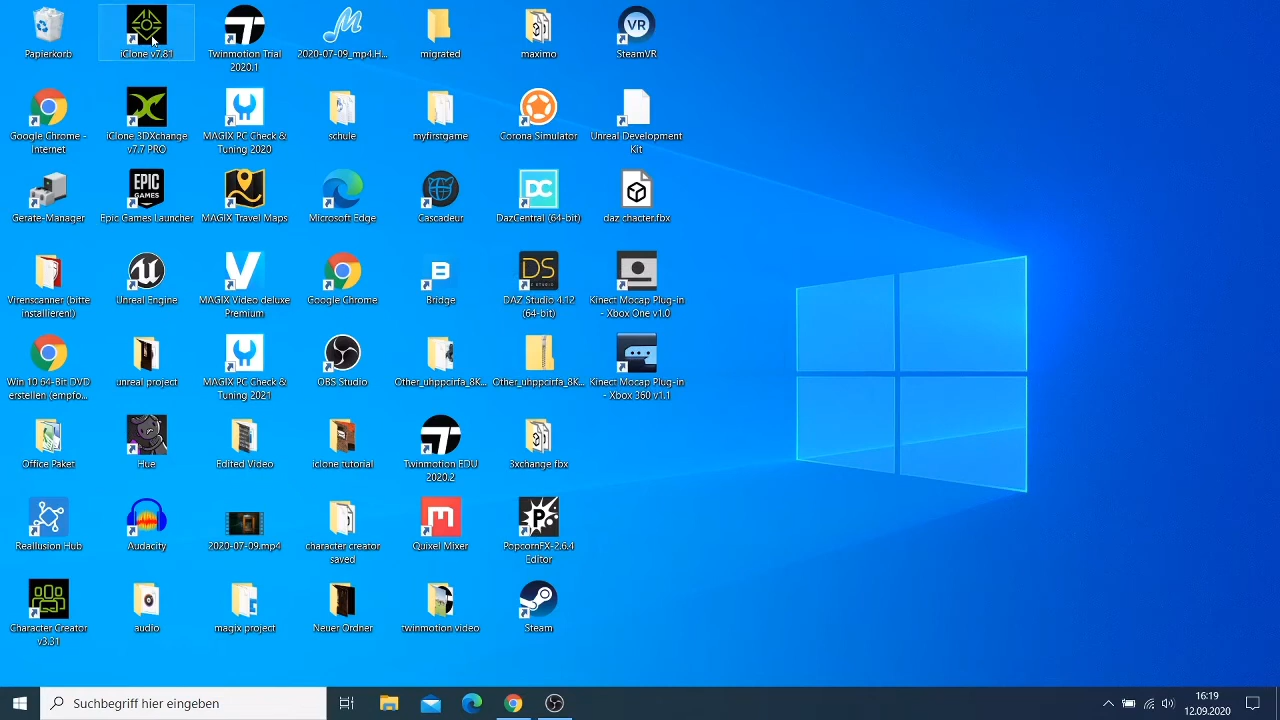 Papierkorb
iClone v7.81
Twinmotion Trial
2020.1
2020-07-09_mp4.H...
migrated
maximo
VR
SteamVR
Google Chrome -
Internet
iClone 3DXchange
v7.7 PRO
MAGIX PC Check &
Tuning 2020
schule
myfirstgame
Corona Simulator
Unreal Development
Kit
Geräte-Manager
EPIC
GAMES
Epic Games Launcher
MAGIX Travel Maps
Microsoft Edge
Cascadeur
DC
DazCentral (64-bit)
daz chacter.fbx
Virenscanner (bitte
installieren!)
Unreal Engine
MAGIX Video deluxe
Premium
Google Chrome
Bridge
DS
STUDIO
DAZ Studio 4.12
(64-bit)
Kinect Mocap Plug-in
- Xbox One v1.0
Win 10 64-Bit DVD
erstellen (empfo...
unreal project
MAGIX PC Check &
Tuning 2021
OBS Studio
Other_uhppcirfa_8K...
Other_uhppcirfa_8K...
Kinect Mocap Plug-in
- Xbox 360 v1.1
Office Paket
Hue
Edited Video
iclone tutorial
Twinmotion EDU
2020.2
3xchange fbx
Reallusion Hub
Audacity
2020-07-09.mp4
character creator
saved
Quixel Mixer
P
PopcornFX-2.6.4
Editor
Character Creator
v3.31
audio
magix project
Neuer Ordner
twinmotion video
Steam
Suchbegriff hier eingeben
16:19
12.09.2020